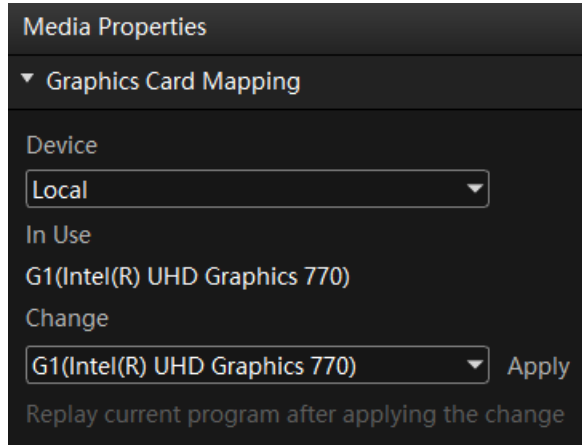 Media Properties
Graphics Card Mapping
Device
Local
In Use
G1(Intel(R) UHD Graphics 770)
Change
G1(Intel(R) UHD Graphics 770) Apply
Replay current program after applying the change